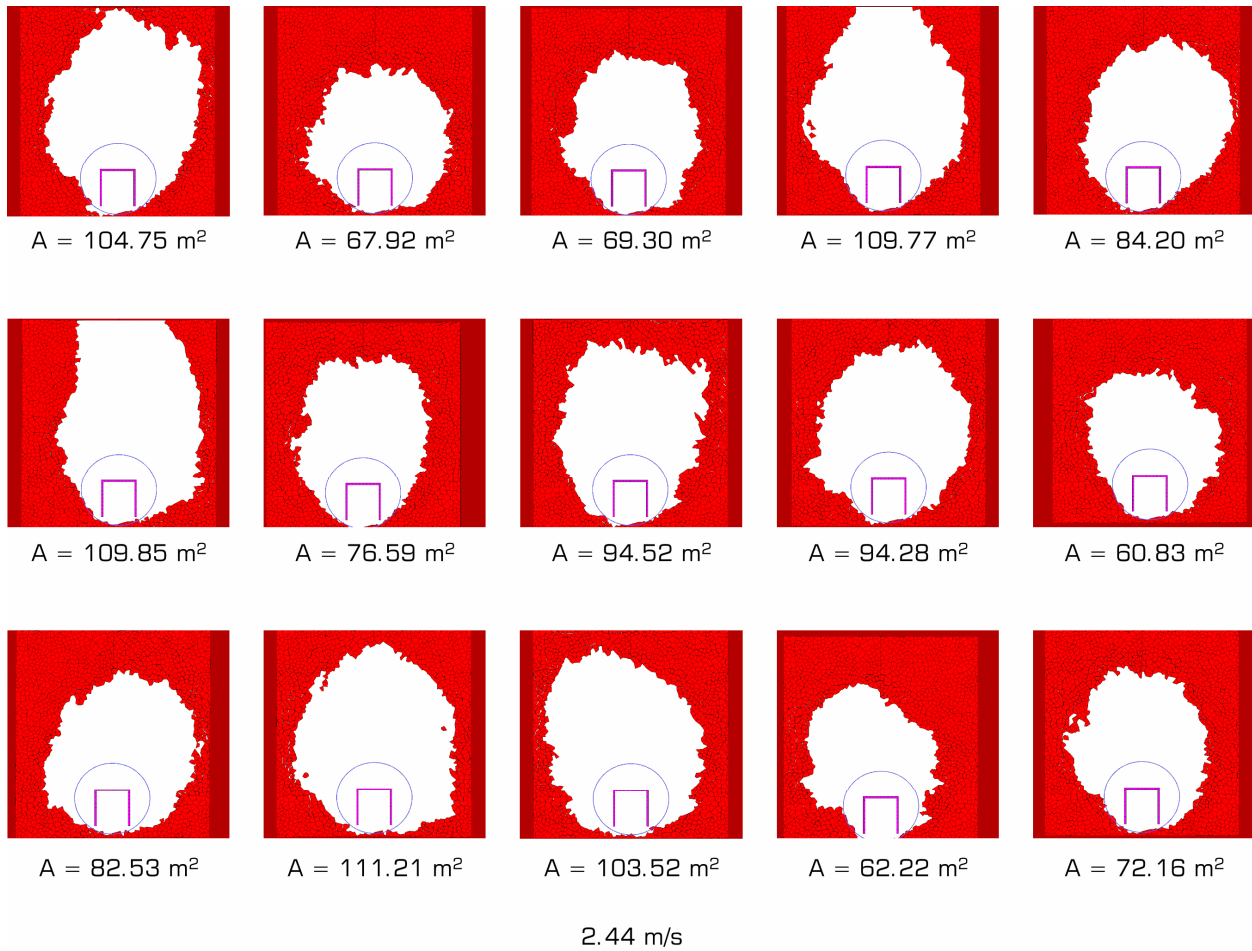 A = 104.75 m² A = 67.92 m² A = 69.30 m² A = 109.77 m² A = 84.20 m²
A = 109.85 m² A = 76.59 m² A = 94.52 m² A = 94.28 m² A = 60.83 m²
A = 82.53 m² A = 111.21 m² A = 103.52 m² A = 62.22 m² A = 72.16 m²
2.44 m/s